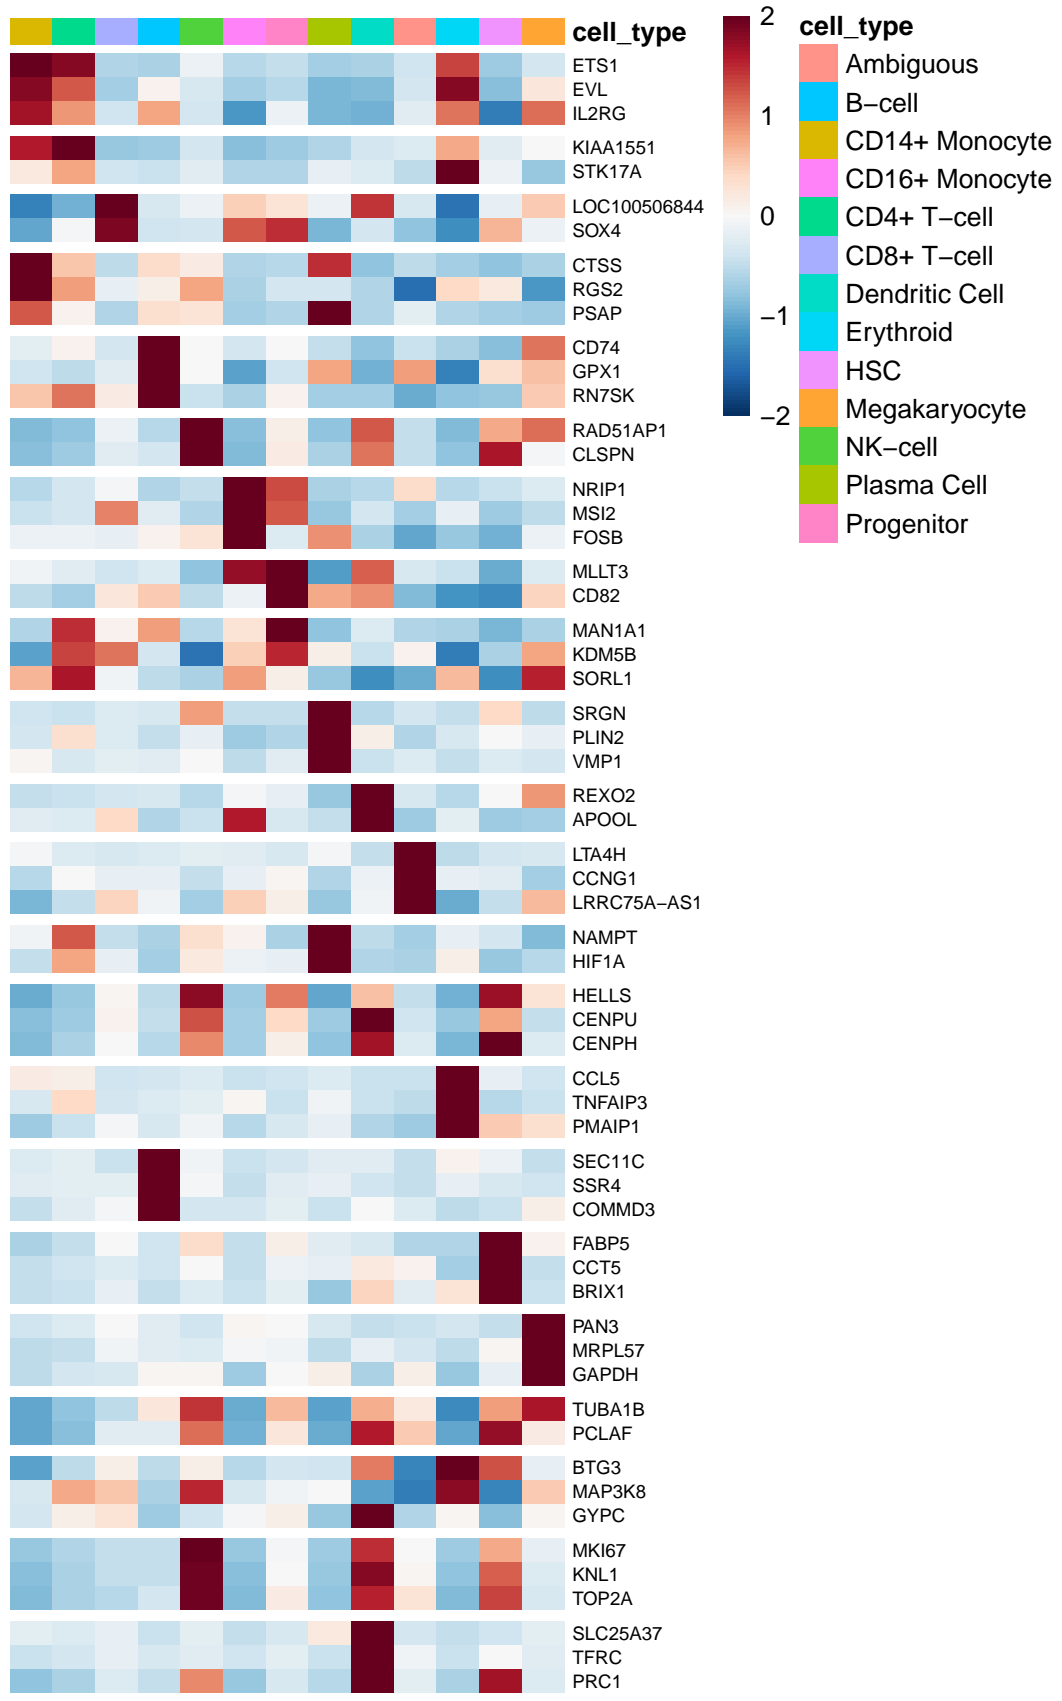 cell_type
ETS1
EVL
IL2RG
KIAA1551
STK17A
LOC100506844
SOX4
CTSS
RGS2
PSAP
CD74
GPX1
RN7SK
RAD51AP1
CLSPN
NRIP1
MSI2
FOSB
MLLT3
CD82
MAN1A1
KDM5B
SORL1
SRGN
PLIN2
VMP1
REXO2
APOOL
LTA4H
CCNG1
LRRC75A−AS1
NAMPT
HIF1A
HELLS
CENPU
CENPH
CCL5
TNFAIP3
PMAIP1
SEC11C
SSR4
COMMD3
FABP5
CCT5
BRIX1
PAN3
MRPL57
GAPDH
TUBA1B
PCLAF
BTG3
MAP3K8
GYPC
MKI67
KNL1
TOP2A
SLC25A37
TFRC
PRC1
2
1
0
−1
−2
cell_type
Ambiguous
B−cell
CD14+ Monocyte
CD16+ Monocyte
CD4+ T−cell
CD8+ T−cell
Dendritic Cell
Erythroid
HSC
Megakaryocyte
NK−cell
Plasma Cell
Progenitor